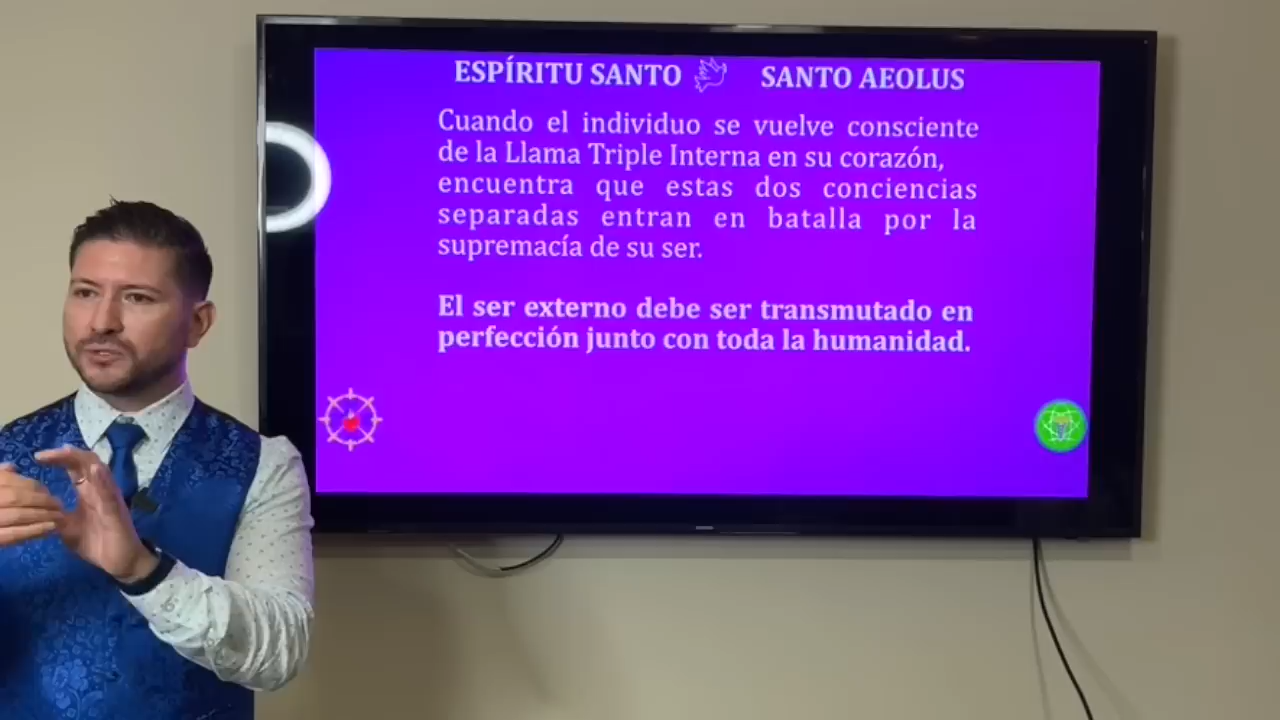 ESPÍRITU SANTO SANTO AEOLUS
Cuando el individuo se vuelve consciente
de la Llama Triple Interna en su corazón,
encuentra que estas dos conciencias
separadas entran en batalla por la
supremacía de su ser.
El ser externo debe ser transmutado en
perfección junto con toda la humanidad.